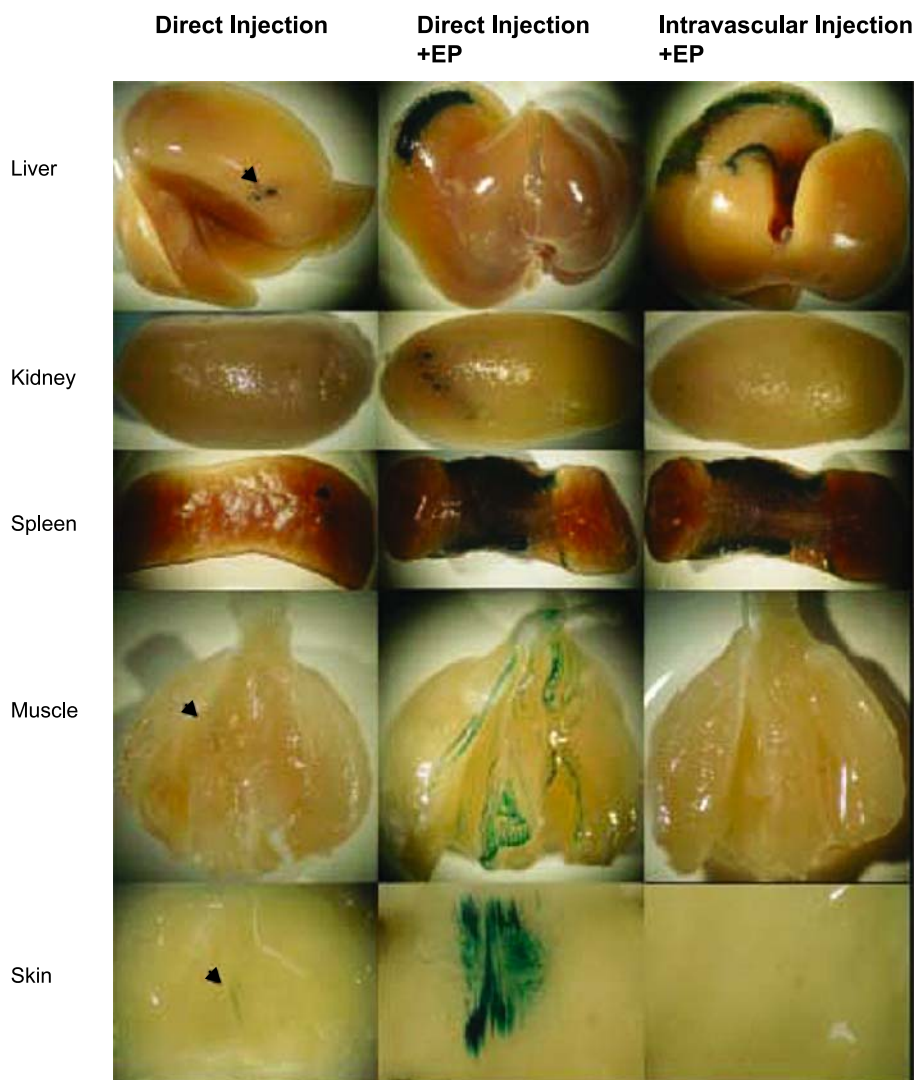 Direct Injection
Direct Injection
+EP
Intravascular Injection
+EP
Liver
Kidney
Spleen
Muscle
Skin